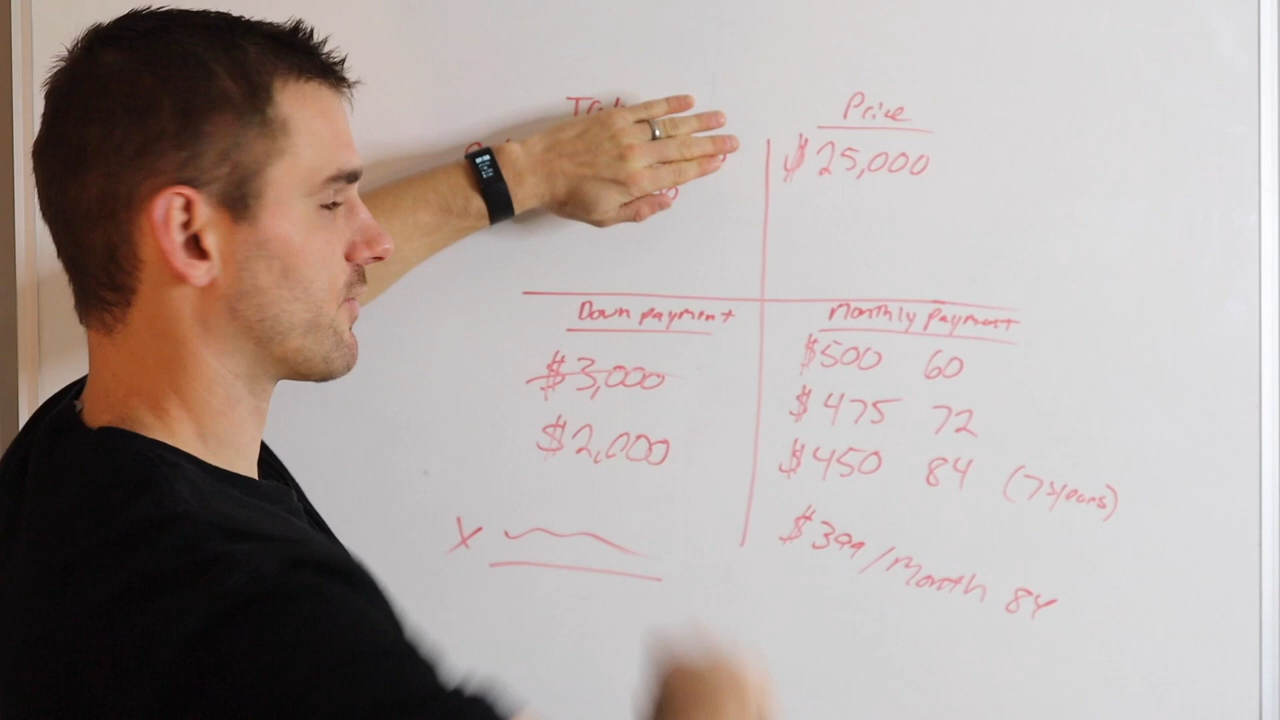 Price
$25,000
Down payment
$3,000
$2,000
X
Monthly Payment
$500 60
$475 72
$450 84 (7 years)
$399/Month 84